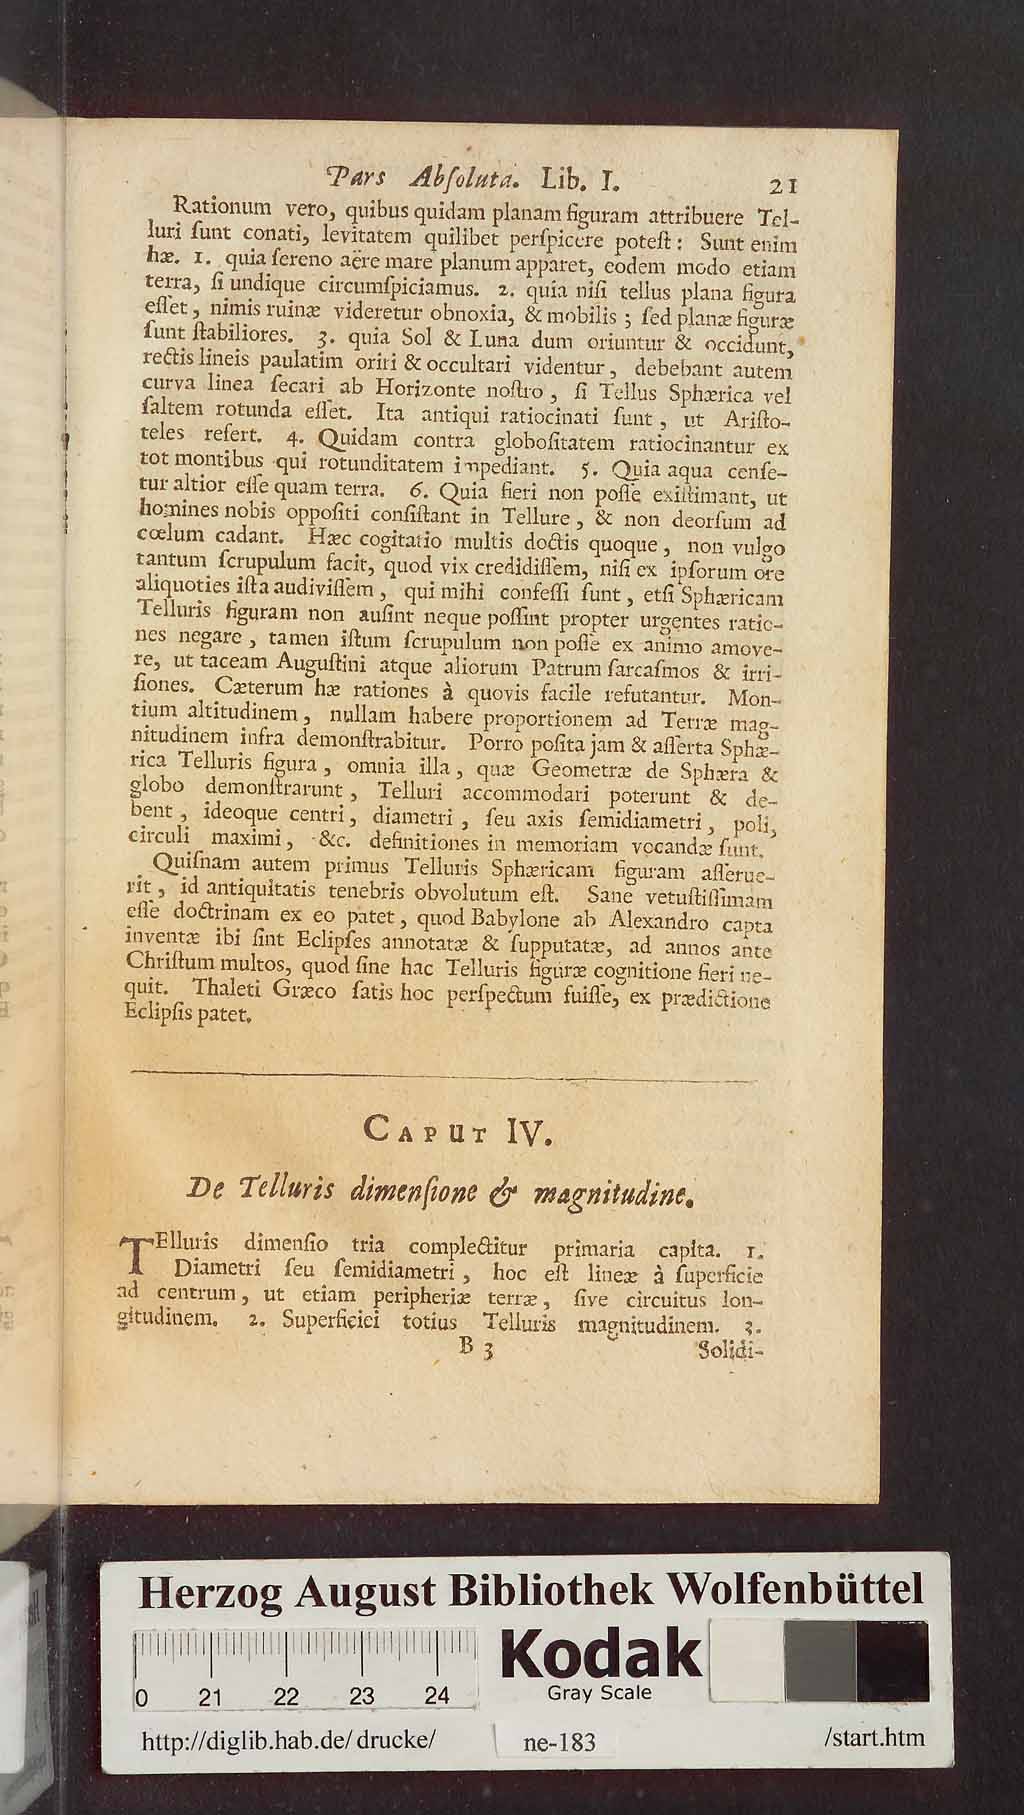 Pars Abſoluta. Lib. I. 21
Rationum vero, quibus quidam planam figuram attribuere Tel-
luri ſunt conati, levitatem quilibet perſpicere poteſt: Sunt enim
hæ. 1. quia ſereno aëre mare planum apparet, eodem modo etiam
terra, ſi undique circumſpiciamus. 2. quia niſi tellus plana figura
eſſet, nimis ruinæ videretur obnoxia, & mobilis; ſed planæ figuræ
ſunt ſtabiliores. 3. quia Sol & Luna dum oriuntur & occidunt,
rectis lineis paulatim oriri & occultari videntur, debebant autem
curva linea ſecari ab Horizonte noſtro, ſi Tellus Sphærica vel
ſaltem rotunda eſſet. Ita antiqui ratiocinati ſunt, ut Ariſto-
teles refert. 4. Quidam contra globoſitatem ratiocinantur ex
tot montibus qui rotunditatem impediant. 5. Quia aqua cenſe-
tur altior eſſe quam terra. 6. Quia fieri non poſſe exiſtimant, ut
homines nobis oppoſiti conſiſtant in Tellure, & non deorſum ad
cœlum cadant. Hæc cogitatio multis doctis quoque, non vulgo
tantum ſcrupulum facit, quod vix credidiſſem, niſi ex ipſorum ore
aliquoties iſta audiviſſem, qui mihi confeſſi ſunt, etſi Sphæricam
Telluris figuram non auſint neque poſſint propter urgentes ratio-
nes negare, tamen iſtum ſcrupulum non poſſe ex animo amove-
re, ut taceam Auguſtini atque aliorum Patrum ſarcaſmos & irri-
ſiones. Cæterum hæ rationes à quovis facile refutantur. Mon-
tium altitudinem, nullam habere proportionem ad Terræ mag-
nitudinem infra demonſtrabitur. Porro poſita jam & aſſerta Sphæ-
rica Telluris figura, omnia illa, quæ Geometræ de Sphæra &
globo demonſtrarunt, Telluri accommodari poterunt & de-
bent, ideoque centri, diametri, ſeu axis ſemidiametri, poli,
circuli maximi, &c. definitiones in memoriam vocandæ ſunt.
Quiſnam autem primus Telluris Sphæricam figuram aſſerue-
rit, id antiquitatis tenebris obvolutum eſt. Sane vetuſtiſſimam
eſſe doctrinam ex eo patet, quod Babylone ab Alexandro capta
inventæ ibi ſint Eclipſes annotatæ & ſupputatæ, ad annos ante
Chriſtum multos, quod ſine hac Telluris figuræ cognitione fieri ne-
quit. Thaleti Græco ſatis hoc perſpectum fuiſſe, ex prædictione
Eclipſis patet.
CAPUT IV.
De Telluris dimenſione & magnitudine.
TElluris dimenſio tria complectitur primaria capita. 1.
Diametri ſeu ſemidiametri, hoc eſt lineæ à ſuperficie
ad centrum, ut etiam peripheriæ terræ, ſive circuitus lon-
gitudinem. 2. Superficiei totius Telluris magnitudinem. 3.
B 3 Solidi-
Herzog August Bibliothek Wolfenbüttel
0 21 22 23 24
Kodak
Gray Scale
http://diglib.hab.de/drucke/ ne-183 /start.htm